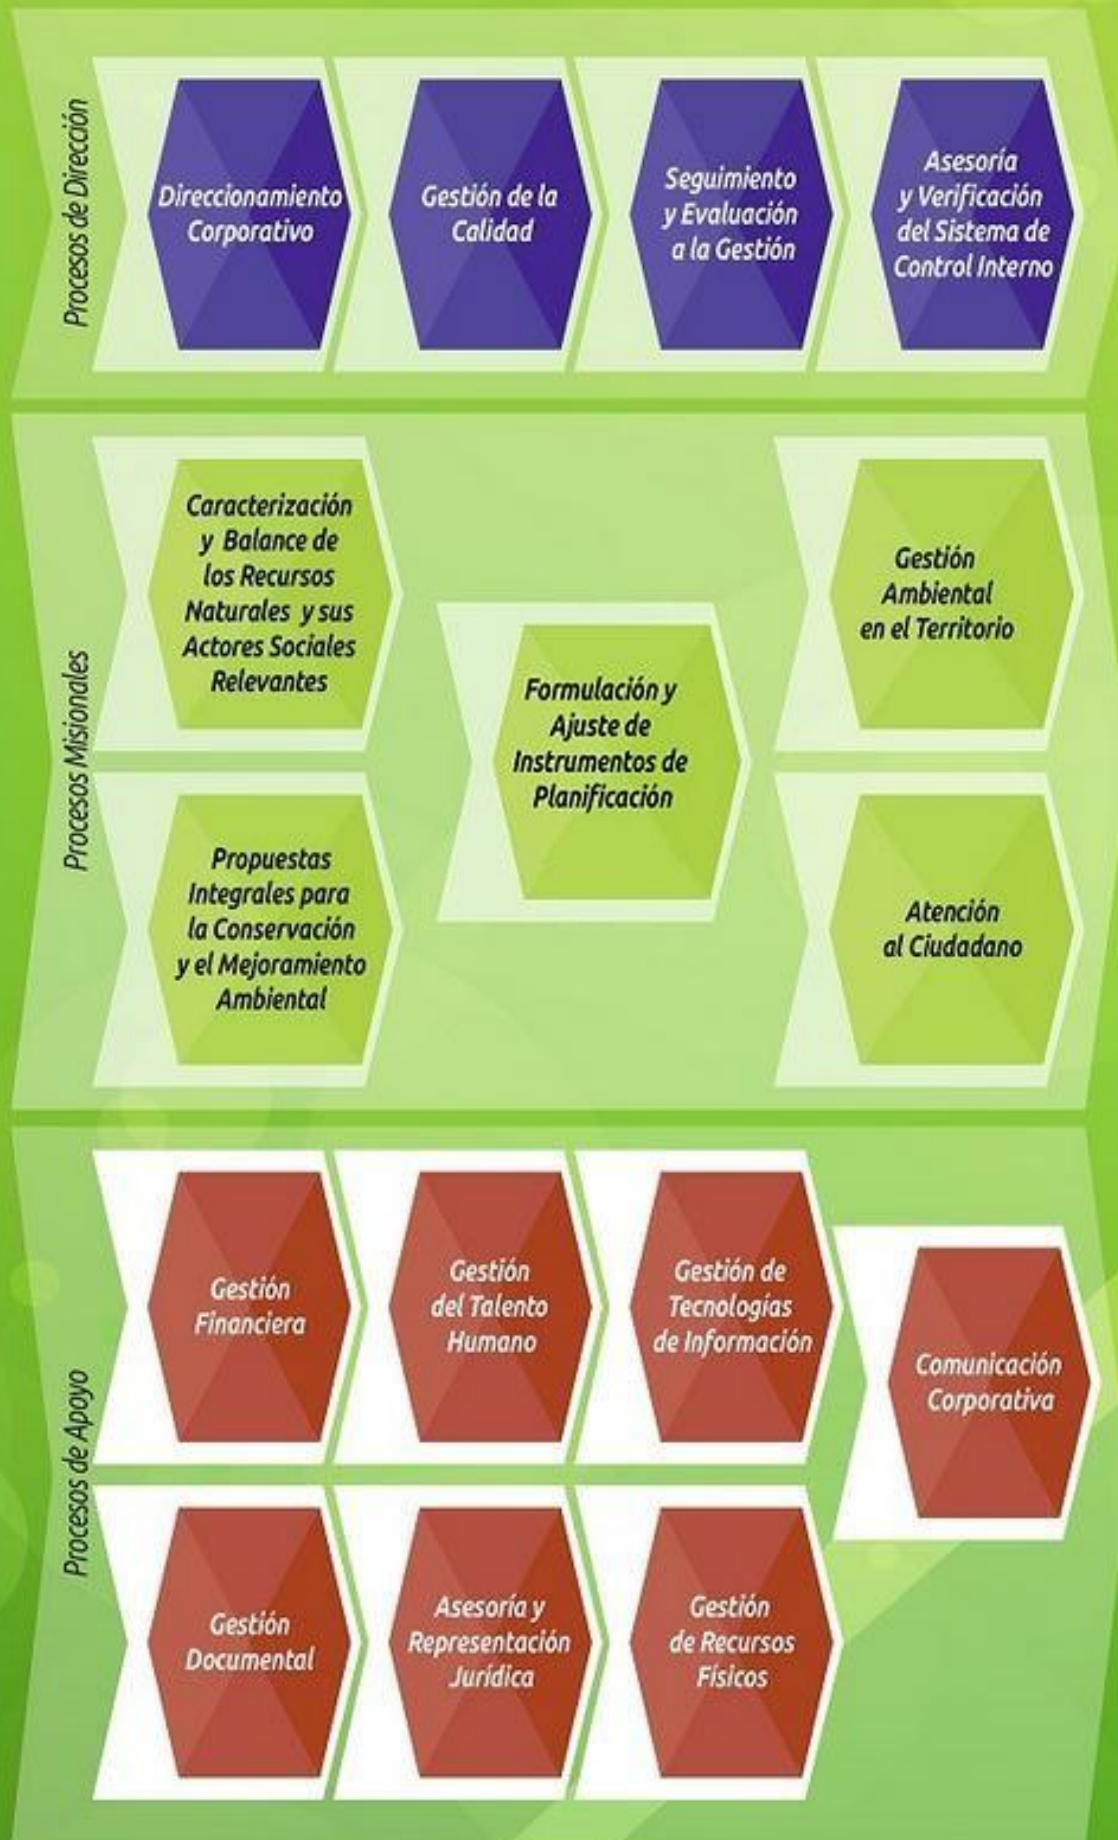 Procesos de Dirección
Direccionamiento
Corporativo
Gestión de la
Calidad
Seguimiento
y Evaluación
a la Gestión
Asesoría
y Verificación
del Sistema de
Control Interno
Procesos Misionales
Caracterización
y Balance de
los Recursos
Naturales y sus
Actores Sociales
Relevantes
Propuestas
Integrales para
la Conservación
y el Mejoramiento
Ambiental
Formulación y
Ajuste de
Instrumentos de
Planificación
Gestión
Ambiental
en el Territorio
Atención
al Ciudadano
Procesos de Apoyo
Gestión
Financiera
Gestión
del Talento
Humano
Gestión de
Tecnologías
de Información
Gestión
Documental
Asesoría y
Representación
Jurídica
Gestión
de Recursos
Físicos
Comunicación
Corporativa